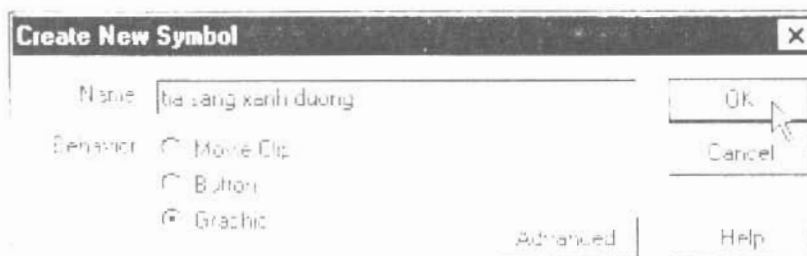 Create New Symbol
Name tia sang xanh duong OK
Behavior Movie Clip Cancel
Button
Graphic
Advanced Help